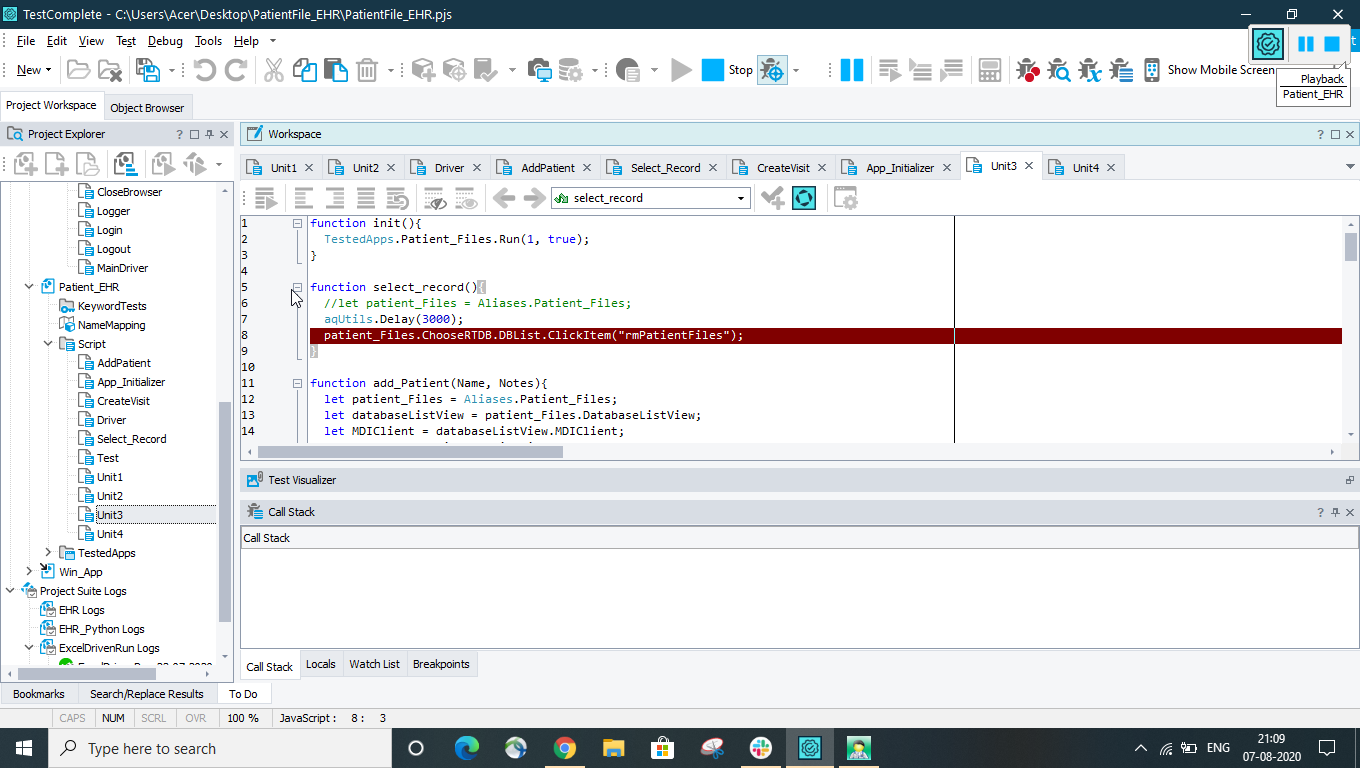 TestComplete - C:\Users\Acer\Desktop\PatientFile_EHR\PatientFile_EHR.pjs
File Edit View Test Debug Tools Help
New Stop Show Mobile Screen
Playback
Patient_EHR
Project Workspace Object Browser
Project Explorer ?
Workspace ?
Unit1 Unit2 Driver AddPatient Select_Record CreateVisit App_Initializer Unit3 Unit4
select_record
CloseBrowser
Logger
Login
Logout
MainDriver
Patient_EHR
KeywordTests
NameMapping
Script
AddPatient
App_Initializer
CreateVisit
Driver
Select_Record
Test
Unit1
Unit2
Unit3
Unit4
TestedApps
Win_App
Project Suite Logs
EHR Logs
EHR_Python Logs
ExcelDrivenRun Logs
1 function init(){
2 TestedApps.Patient_Files.Run(1, true);
3 }
4
5 function select_record(){
6 //let patient_Files = Aliases.Patient_Files;
7 aqUtils.Delay(3000);
8 patient_Files.ChooseRTDB.DBList.ClickItem("rmPatientFiles");
9 }
10
11 function add_Patient(Name, Notes){
12 let patient_Files = Aliases.Patient_Files;
13 let databaseListView = patient_Files.DatabaseListView;
14 let MDIClient = databaseListView.MDIClient;
Test Visualizer
Call Stack ?
Call Stack
Call Stack Locals Watch List Breakpoints
Bookmarks Search/Replace Results To Do
CAPS NUM SCRL OVR 100 % JavaScript : 8 : 3
Type here to search
ENG
21:09
07-08-2020